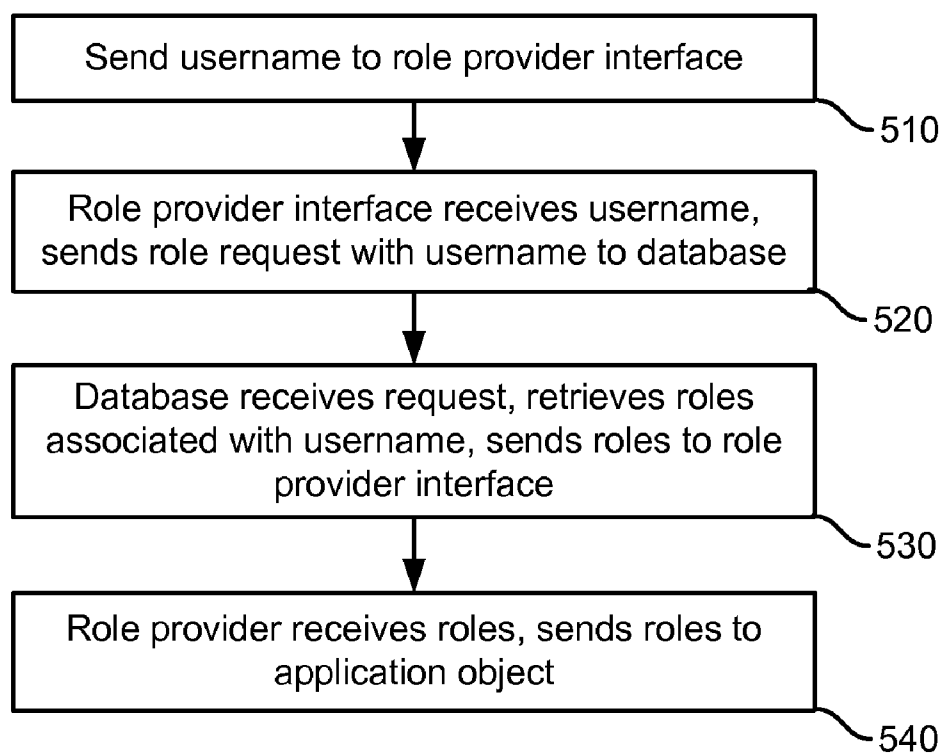 Send username to role provider interface
510
Role provider interface receives username,
sends role request with username to database
520
Database receives request, retrieves roles
associated with username, sends roles to role
provider interface
530
Role provider receives roles, sends roles to
application object
540